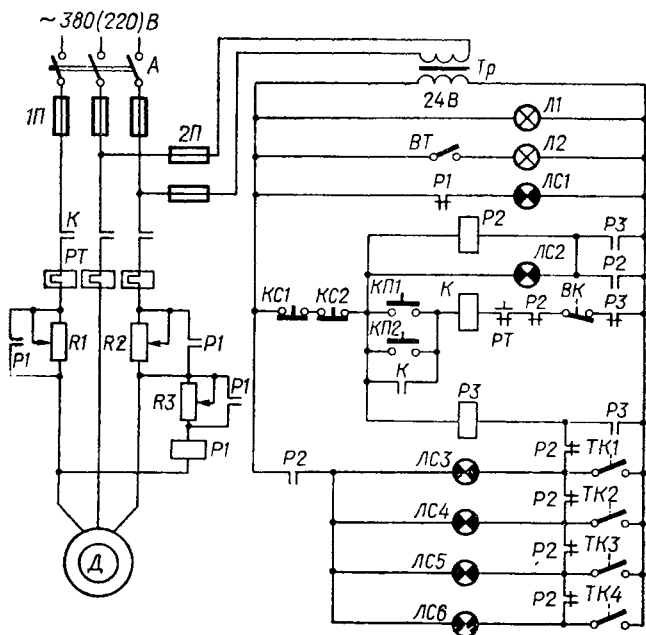 ~380(220)В
А
Тр
24В
1П
2П
Л1
ВТ
Л2
Р1
ЛС1
К
РТ
Р2
Р3
ЛС2
Р2
КС1
КС2
КП1
К
Р2
ВК
Р3
РТ
КП2
К
Р1
R1
R2
Р1
R3
Р1
Р1
Р3
Р3
Р2
ТК1
Р2
ЛС3
Р2
ТК2
ЛС4
Р2
ТК3
ЛС5
Р2
ТК4
ЛС6
Д